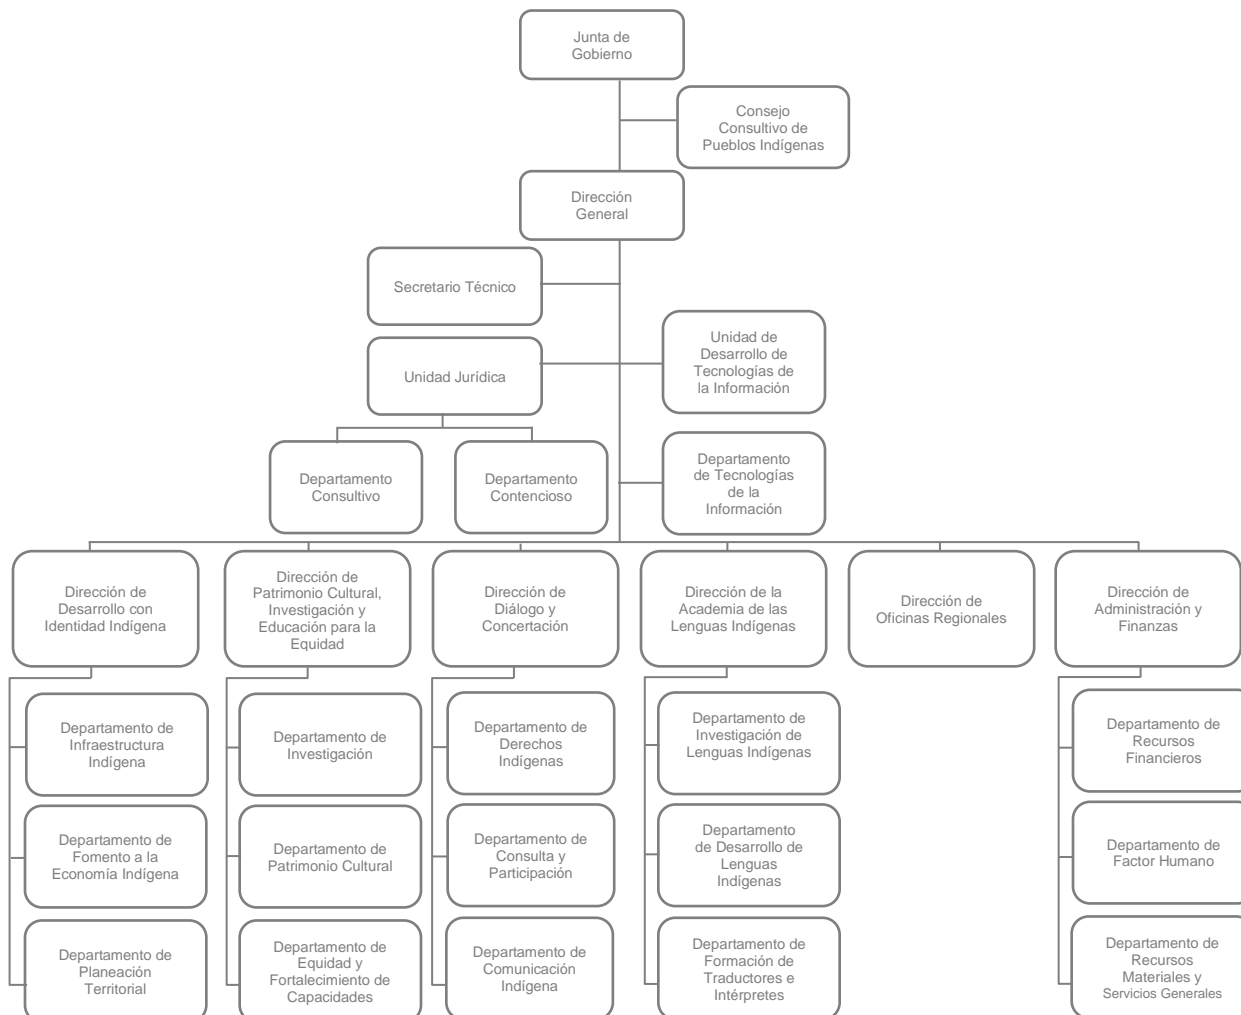 Junta de
Gobierno
Consejo
Consultivo de
Pueblos Indígenas
Dirección
General
Secretario Técnico
Unidad de
Desarrollo de
Tecnologías de
la Información
Unidad Jurídica
Departamento
Consultivo
Departamento
Contencioso
Departamento
de Tecnologías
de la
Información
Dirección de
Desarrollo con
Identidad Indígena
Dirección de
Patrimonio Cultural,
Investigación y
Educación para la
Equidad
Dirección de
Diálogo y
Concertación
Dirección de la
Academia de las
Lenguas Indígenas
Dirección de
Oficinas Regionales
Dirección de
Administración y
Finanzas
Departamento de
Infraestructura
Indígena
Departamento de
Investigación
Departamento de
Derechos
Indígenas
Departamento de
Investigación de
Lenguas Indígenas
Departamento de
Recursos
Financieros
Departamento de
Fomento a la
Economía Indígena
Departamento de
Patrimonio Cultural
Departamento de
Consulta y
Participación
Departamento
de Desarrollo de
Lenguas
Indígenas
Departamento de
Factor Humano
Departamento de
Planeación
Territorial
Departamento de
Equidad y
Fortalecimiento de
Capacidades
Departamento de
Comunicación
Indígena
Departamento de
Formación de
Traductores e
Intérpretes
Departamento de
Recursos
Materiales y
Servicios Generales